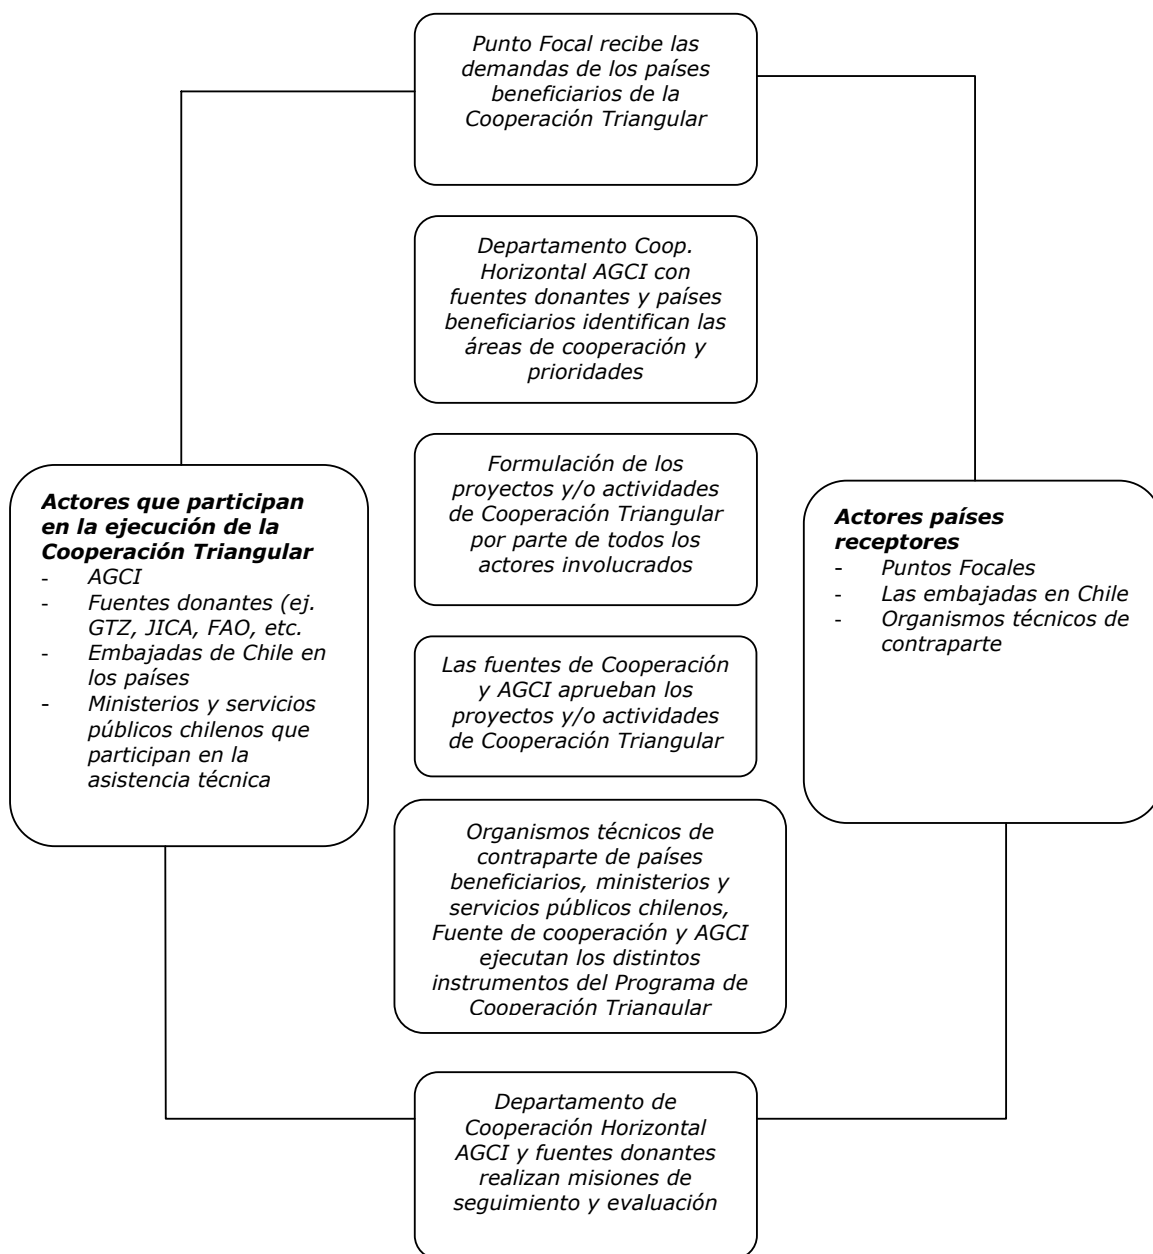 Punto Focal recibe las
demandas de los países
beneficiarios de la
Cooperación Triangular
Departamento Coop.
Horizontal AGCI con
fuentes donantes y países
beneficiarios identifican las
áreas de cooperación y
prioridades
Formulación de los
proyectos y/o actividades
de Cooperación Triangular
por parte de todos los
actores involucrados
Actores que participan
en la ejecución de la
Cooperación Triangular
- AGCI
- Fuentes donantes (ej.
GTZ, JICA, FAO, etc.
- Embajadas de Chile en
los países
- Ministerios y servicios
públicos chilenos que
participan en la
asistencia técnica
Actores países
receptores
- Puntos Focales
- Las embajadas en Chile
- Organismos técnicos de
contraparte
Las fuentes de Cooperación
y AGCI aprueban los
proyectos y/o actividades
de Cooperación Triangular
Organismos técnicos de
contraparte de países
beneficiarios, ministerios y
servicios públicos chilenos,
Fuente de cooperación y AGCI
ejecutan los distintos
instrumentos del Programa de
Cooperación Triangular
Departamento de
Cooperación Horizontal
AGCI y fuentes donantes
realizan misiones de
seguimiento y evaluación